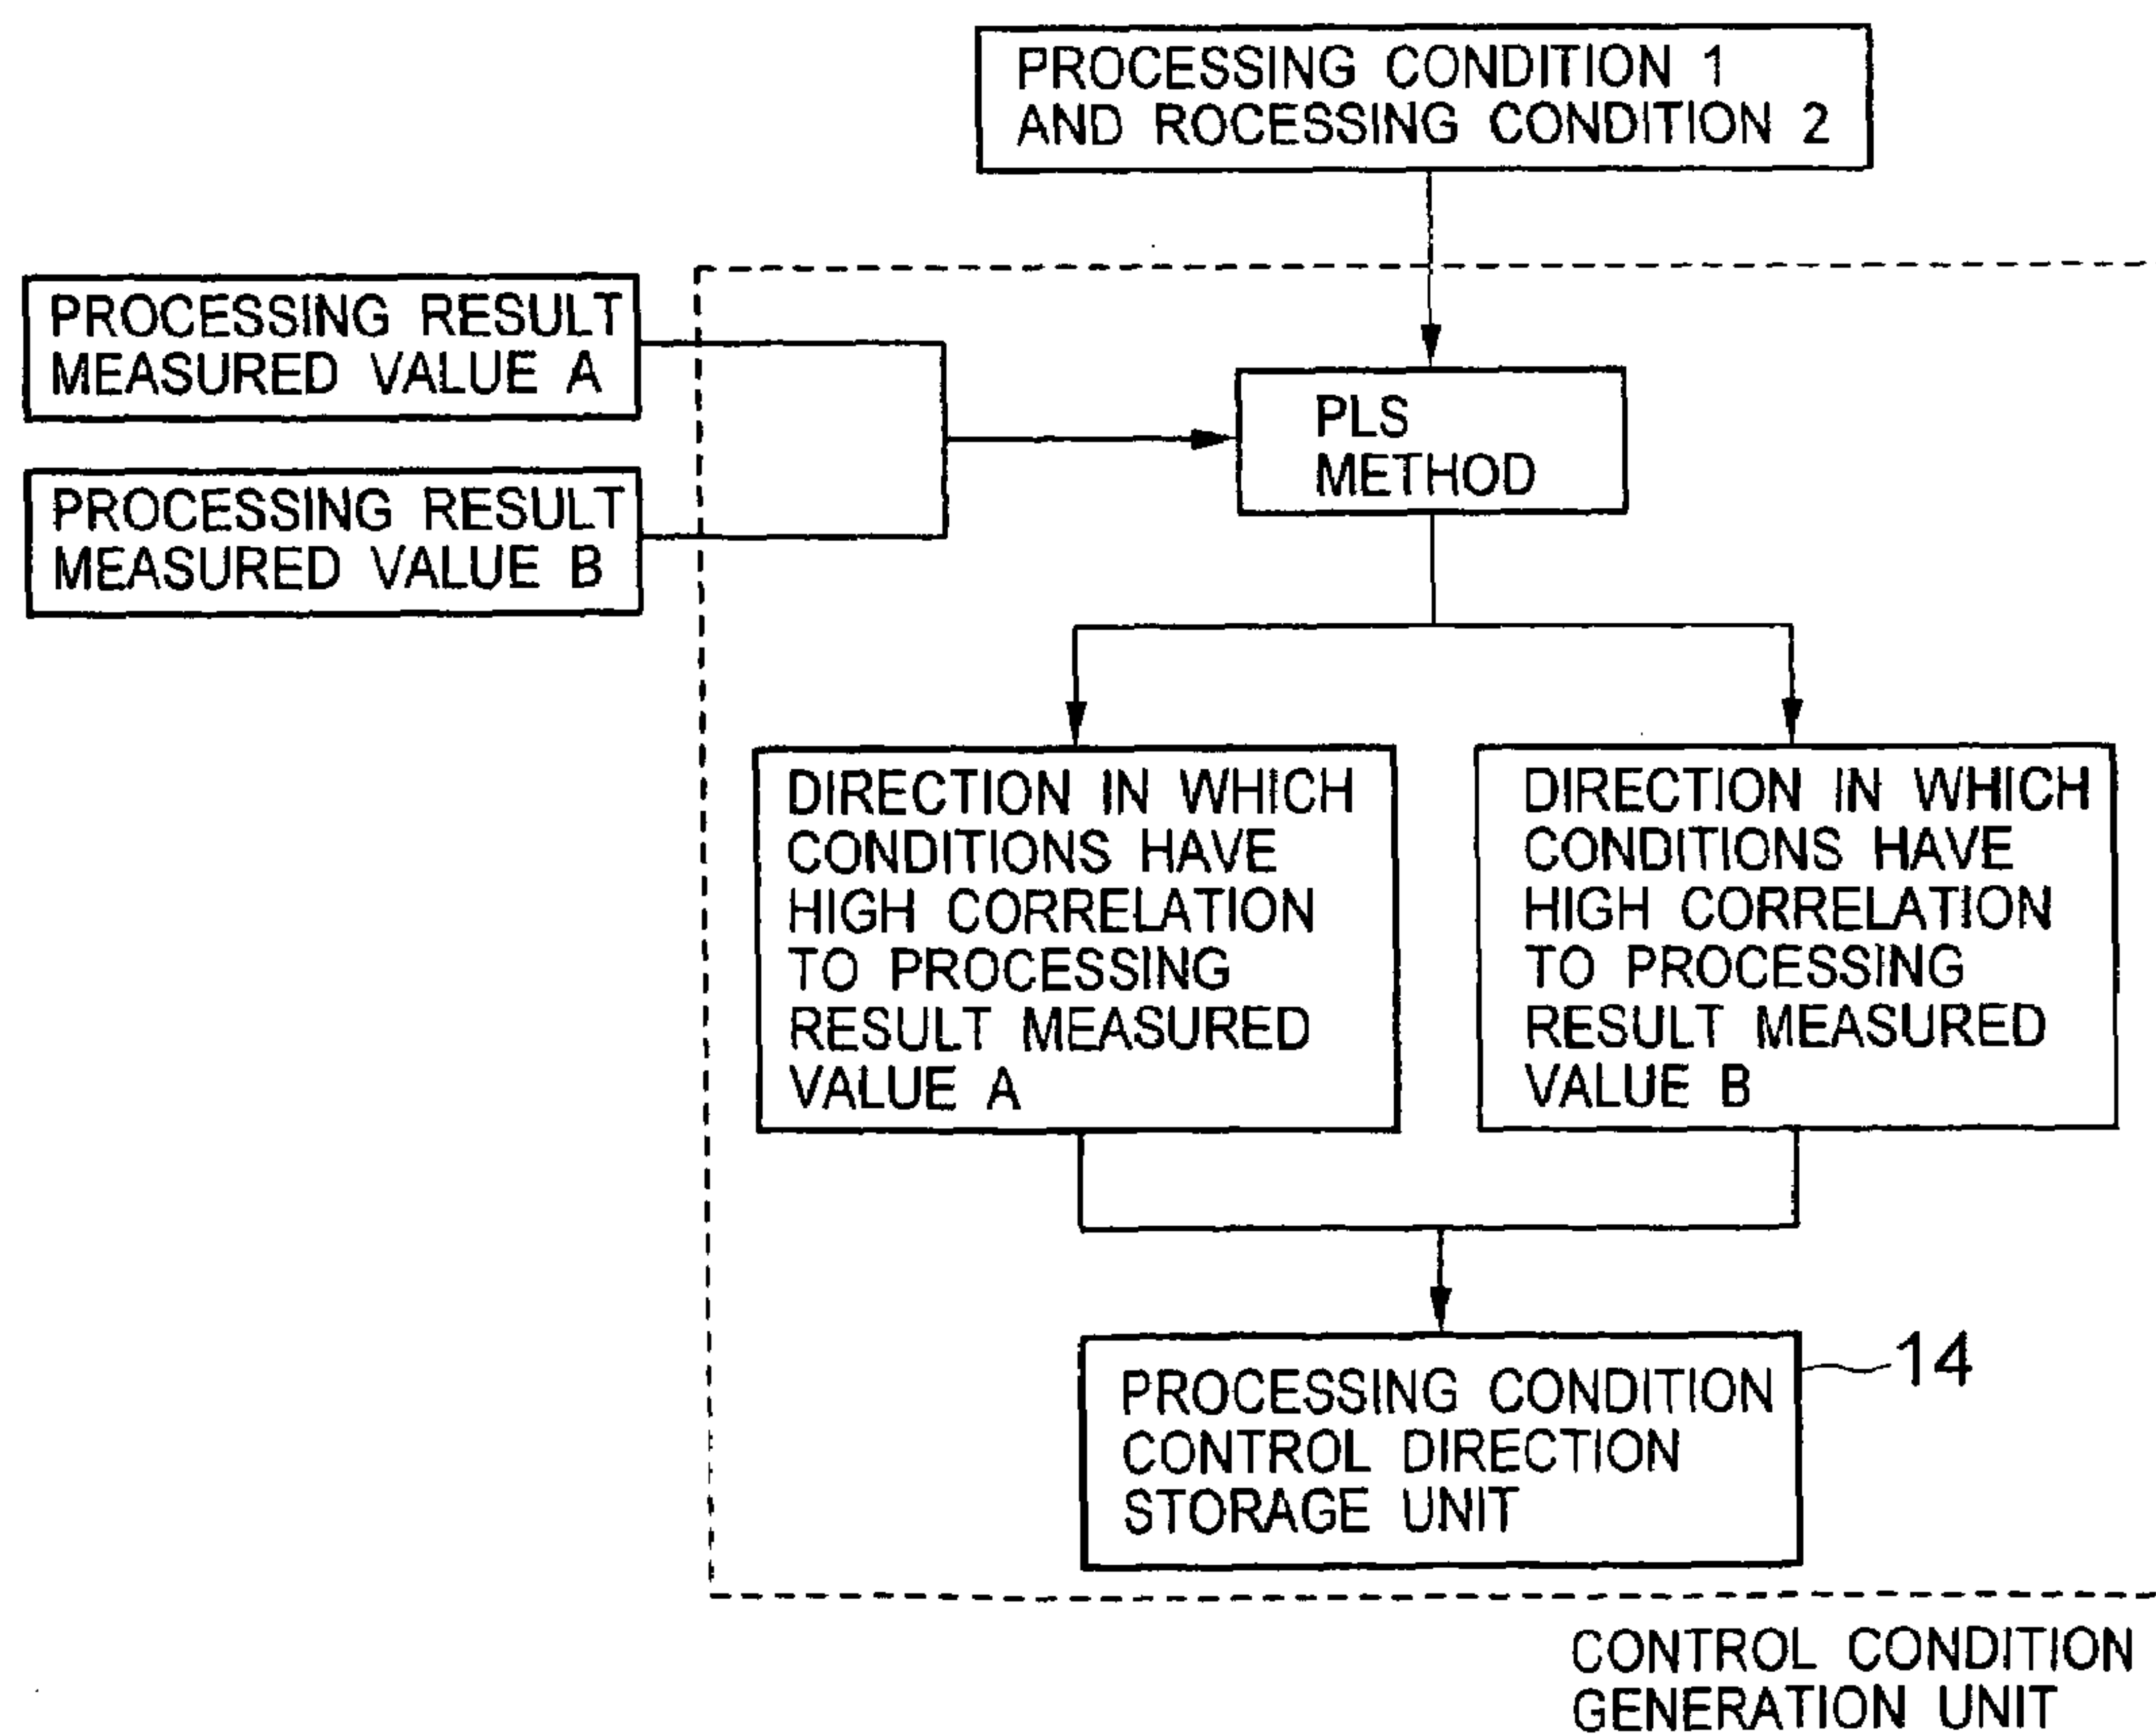 PROCESSING CONDITION 1
AND ROCESSING CONDITION 2
PROCESSING RESULT
MEASURED VALUE A
PROCESSING RESULT
MEASURED VALUE B
PLS
METHOD
DIRECTION IN WHICH
CONDITIONS HAVE
HIGH CORRELATION
TO PROCESSING
RESULT MEASURED
VALUE A
DIRECTION IN WHICH
CONDITIONS HAVE
HIGH CORRELATION
TO PROCESSING
RESULT MEASURED
VALUE B
PROCESSING CONDITION
CONTROL DIRECTION
STORAGE UNIT
14
CONTROL CONDITION
GENERATION UNIT